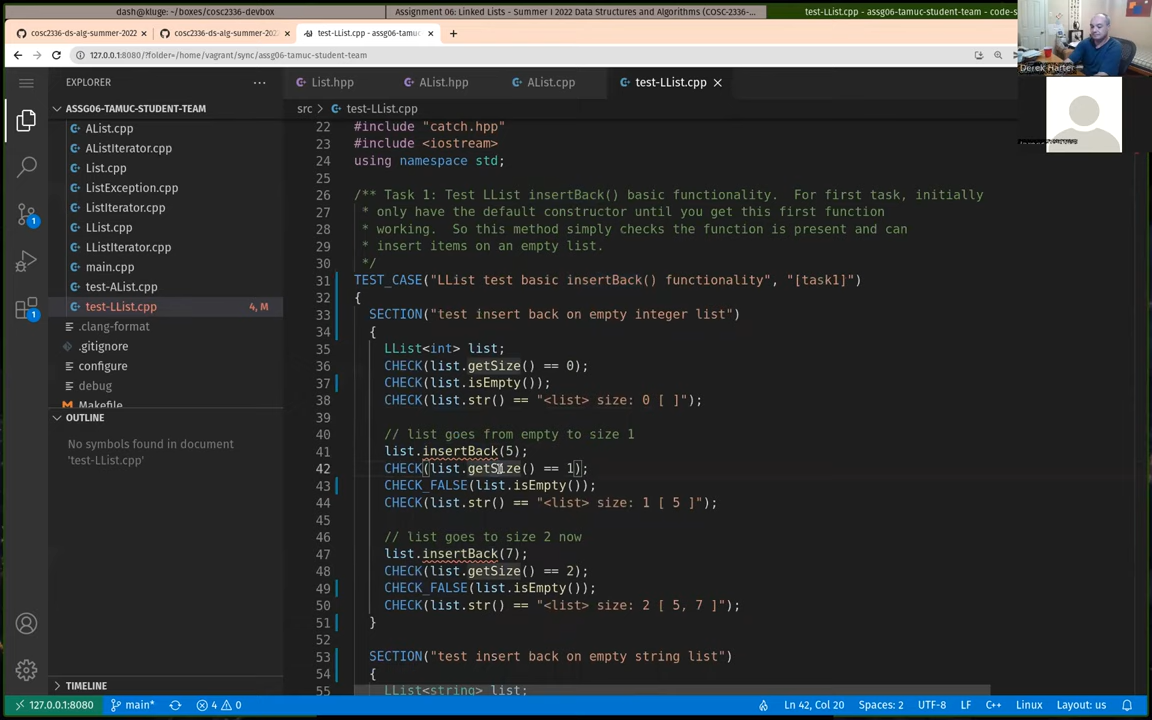 dash@kluge: ~/boxes/cosc2336-devbox
Assignment 06: Linked Lists - Summer I 2022 Data Structures and Algorithms (COSC-2336-...
test-LList.cpp - assg06-tamuc-student-team - code-s
cosc2336-ds-alg-summer-2022
cosc2336-ds-alg-summer-202
test-LList.cpp - assg06-tamuc
127.0.0.1:8080/?folder=/home/vagrant/sync/assg06-tamuc-student-team
Derek Harter
EXPLORER
List.hpp
AList.hpp
AList.cpp
test-LList.cpp
ASSG06-TAMUC-STUDENT-TEAM
src > test-LList.cpp
AList.cpp
AListIterator.cpp
List.cpp
ListException.cpp
ListIterator.cpp
LList.cpp
LListIterator.cpp
main.cpp
test-AList.cpp
test-LList.cpp 4, M
.clang-format
.gitignore
configure
debug
Makefile
OUTLINE
No symbols found in document
'test-LList.cpp'
TIMELINE
1
1
22 #include "catch.hpp"
23 #include <iostream>
24 using namespace std;
25
26 /** Task 1: Test LList insertBack() basic functionality.  For first task, initially
27 * only have the default constructor until you get this first function
28 * working.  So this method simply checks the function is present and can
29 * insert items on an empty list.
30 */
31 TEST_CASE("LList test basic insertBack() functionality", "[task1]")
32 {
33 SECTION("test insert back on empty integer list")
34 {
35 LList<int> list;
36 CHECK(list.getSize() == 0);
37 CHECK(list.isEmpty());
38 CHECK(list.str() == "<list> size: 0 [ ]");
39
40 // list goes from empty to size 1
41 list.insertBack(5);
42 CHECK(list.getSize() == 1);
43 CHECK_FALSE(list.isEmpty());
44 CHECK(list.str() == "<list> size: 1 [ 5 ]");
45
46 // list goes to size 2 now
47 list.insertBack(7);
48 CHECK(list.getSize() == 2);
49 CHECK_FALSE(list.isEmpty());
50 CHECK(list.str() == "<list> size: 2 [ 5, 7 ]");
51 }
52
53 SECTION("test insert back on empty string list")
54 {
55 LList<string> list;
127.0.0.1:8080 main* 4 0 Ln 42, Col 20 Spaces: 2 UTF-8 LF C++ Linux Layout: us